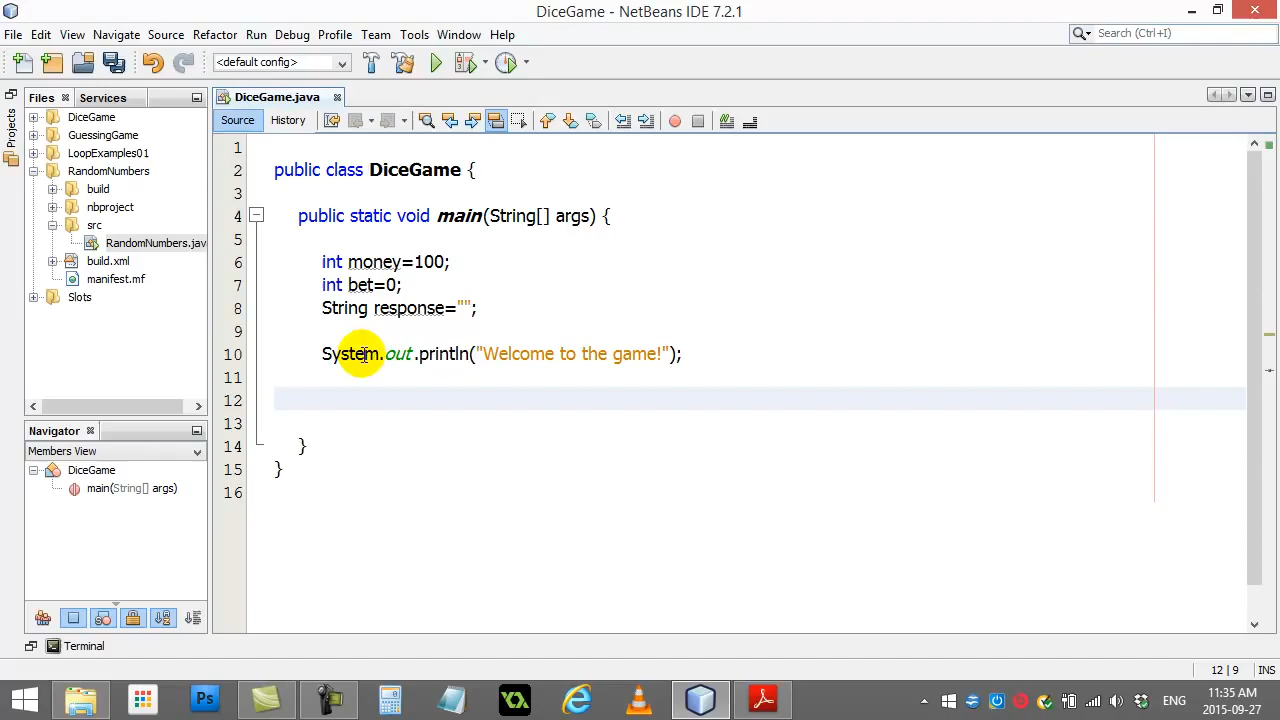 DiceGame - NetBeans IDE 7.2.1
File Edit View Navigate Source Refactor Run Debug Profile Team Tools Window Help
Search (Ctrl+I)
<default config>
Projects
Files
Services
DiceGame.java
Source
History
DiceGame
GuessingGame
LoopExamples01
RandomNumbers
build
nbproject
src
RandomNumbers.jav
build.xml
manifest.mf
Slots
1
2 public class DiceGame {
3
4 public static void main(String[] args) {
5
6 int money=100;
7 int bet=0;
8 String response="";
9
10 System.out.println("Welcome to the game!");
11
12
13
14 }
15 }
16
Navigator
Members View
DiceGame
main(String[] args)
Terminal
12 | 9 INS
Ps
ENG
11:35 AM
2015-09-27